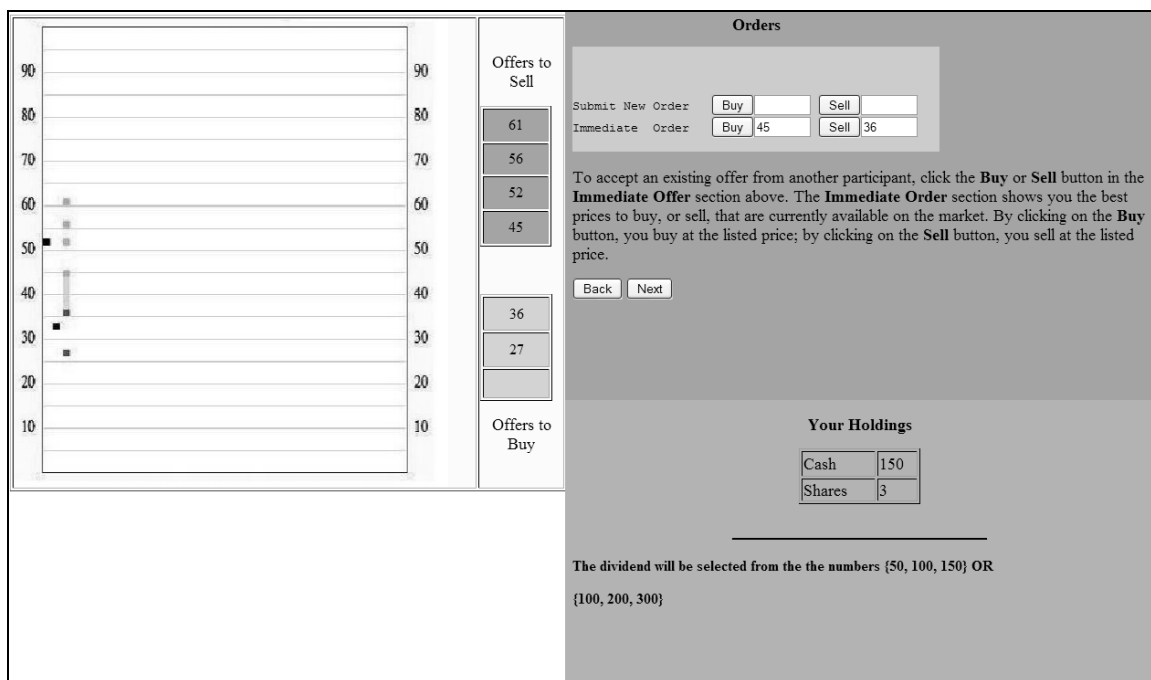 90
80
70
60
50
40
30
20
10
90
80
70
60
50
40
30
20
10
Offers to
Sell
61
56
52
45
36
27
Offers to
Buy
Orders
Submit New Order Buy Sell
Immediate Order Buy 45 Sell 36
To accept an existing offer from another participant, click the Buy or Sell button in the
Immediate Offer section above. The Immediate Order section shows you the best
prices to buy, or sell, that are currently available on the market. By clicking on the Buy
button, you buy at the listed price; by clicking on the Sell button, you sell at the listed
price.
Back Next
Your Holdings
Cash 150
Shares 3
The dividend will be selected from the the numbers {50, 100, 150} OR
{100, 200, 300}